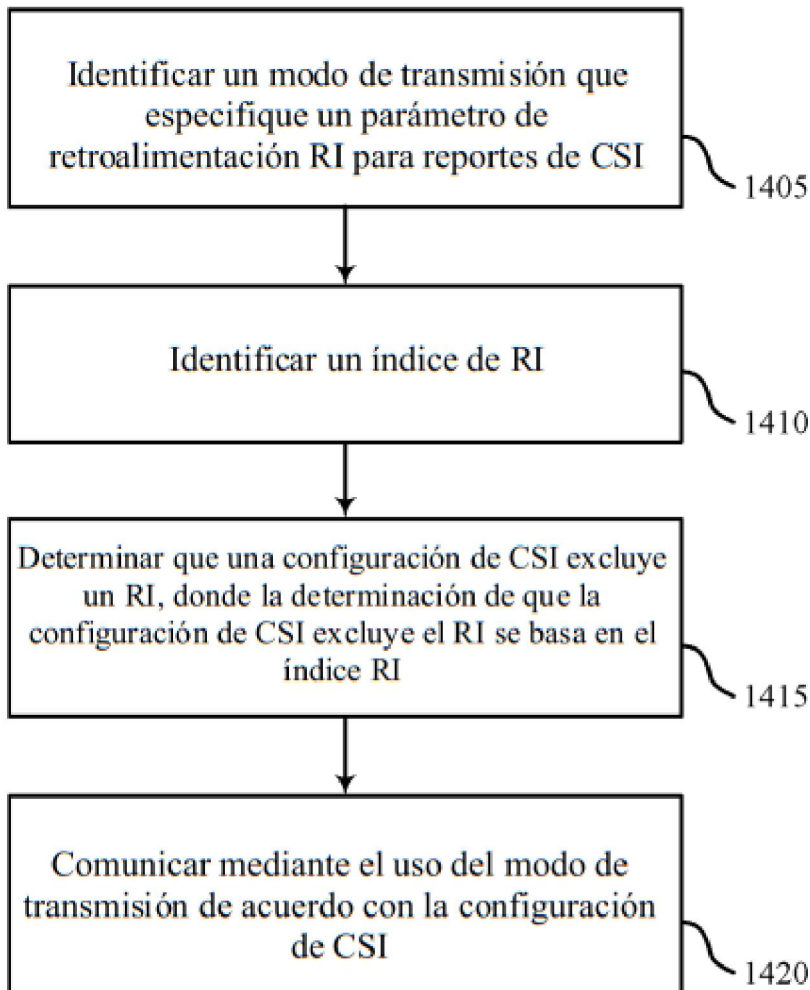 Identificar un modo de transmisión que
especifique un parámetro de
retroalimentación RI para reportes de CSI
1405
Identificar un índice de RI
1410
Determinar que una configuración de CSI excluye
un RI, donde la determinación de que la
configuración de CSI excluye el RI se basa en el
índice RI
1415
Comunicar mediante el uso del modo de
transmisión de acuerdo con la configuración
de CSI
1420